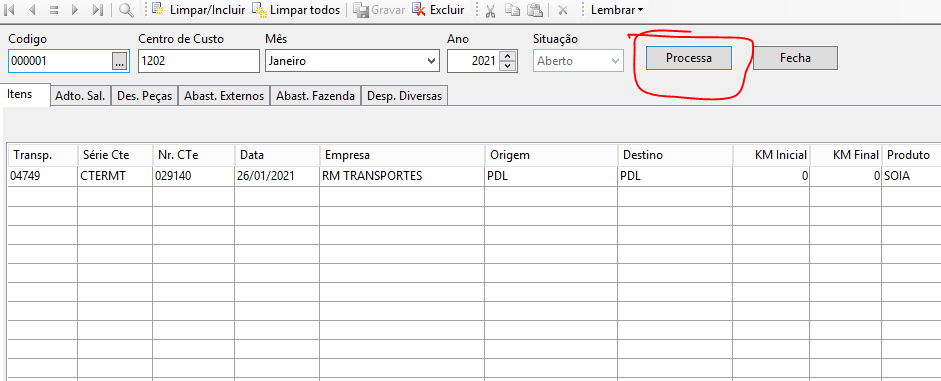 Limpar/Incluir Limpar todos Gravar Excluir Lembrar
Codigo Centro de Custo Mês Ano Situação
000001 ... 1202 Janeiro 2021 Aberto Processa Fecha
Itens Adto. Sal. Des. Peças Abast. Externos Abast. Fazenda Desp. Diversas
Transp. Série Cte Nr. CTe Data Empresa Origem Destino KM Inicial KM Final Produto
04749 CTERMT 029140 26/01/2021 RM TRANSPORTES PDL PDL 0 0 SOIA